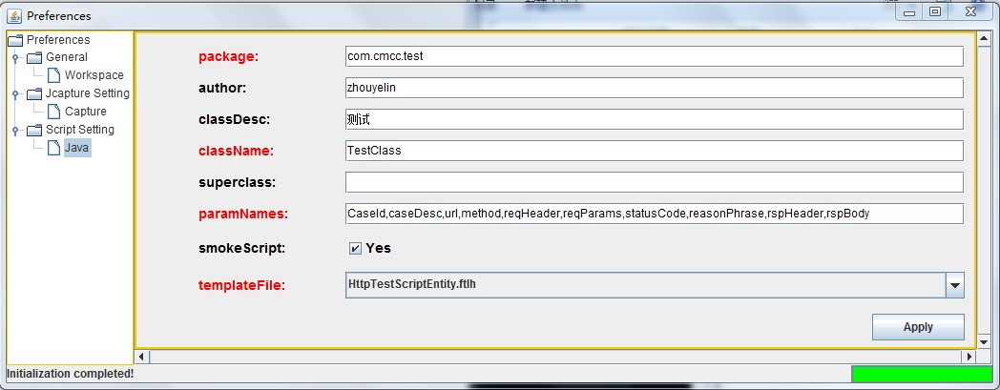 Preferences
Preferences
General
Workspace
Jcapture Setting
Capture
Script Setting
Java
package: com.cmcc.test
author: zhouyelin
classDesc: 测试
className: TestClass
superclass:
paramNames: CaseId,caseDesc,url,method,reqHeader,reqParams,statusCode,reasonPhrase,rspHeader,rspBody
smokeScript: Yes
templateFile: HttpTestScriptEntity.ftlh
Apply
Initialization completed!